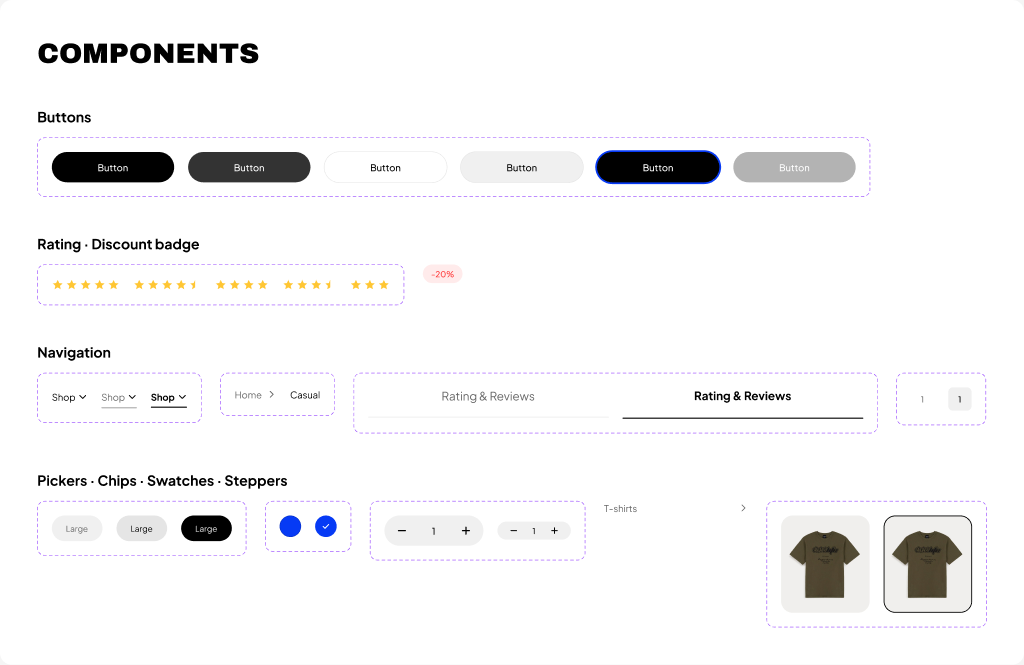 COMPONENTS
Buttons
Button Button Button Button Button Button
Rating · Discount badge
-20%
Navigation
Shop Shop Shop Home Casual Rating & Reviews Rating & Reviews 1 1
Pickers · Chips · Swatches · Steppers
Large Large Large 1 1 T-shirts